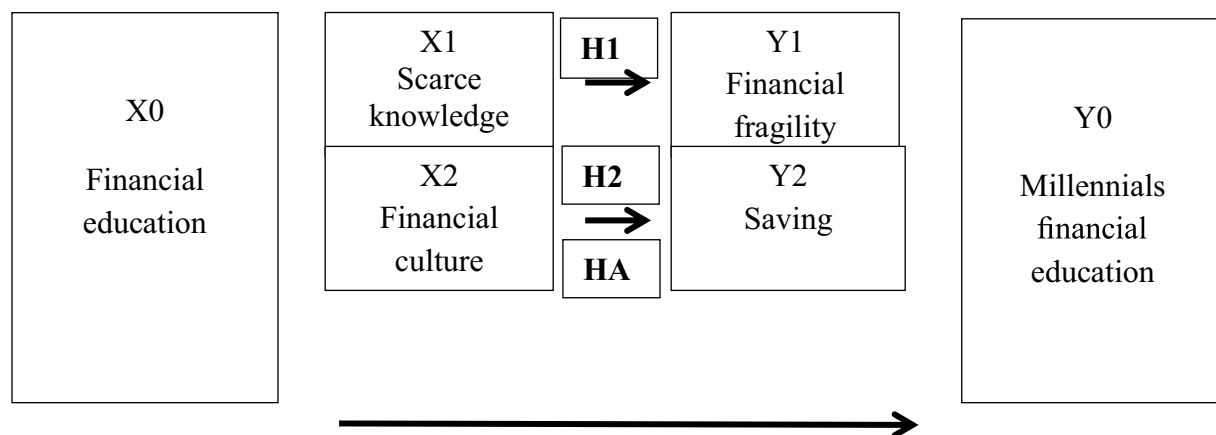 X0
Financial
education
X1
Scarce
knowledge
H1
Y1
Financial
fragility
X2
Financial
culture
H2
HA
Y2
Saving
Y0
Millennials
financial
education